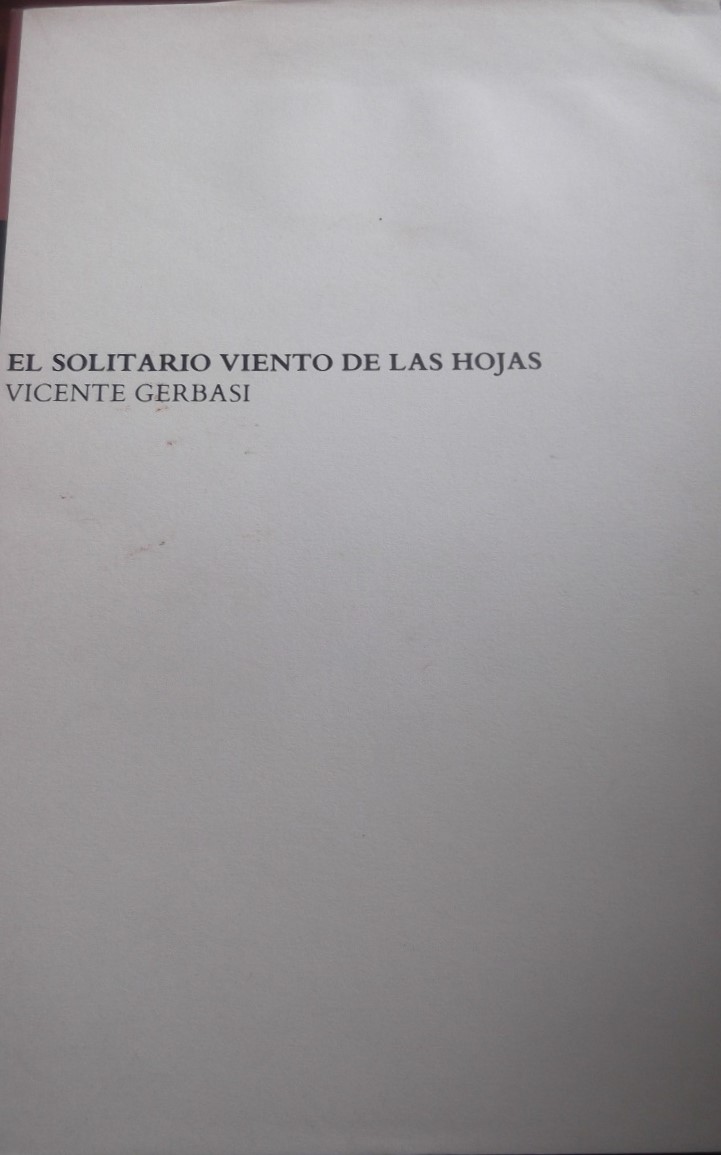 EL SOLITARIO VIENTO DE LAS HOJAS
VICENTE GERBASI